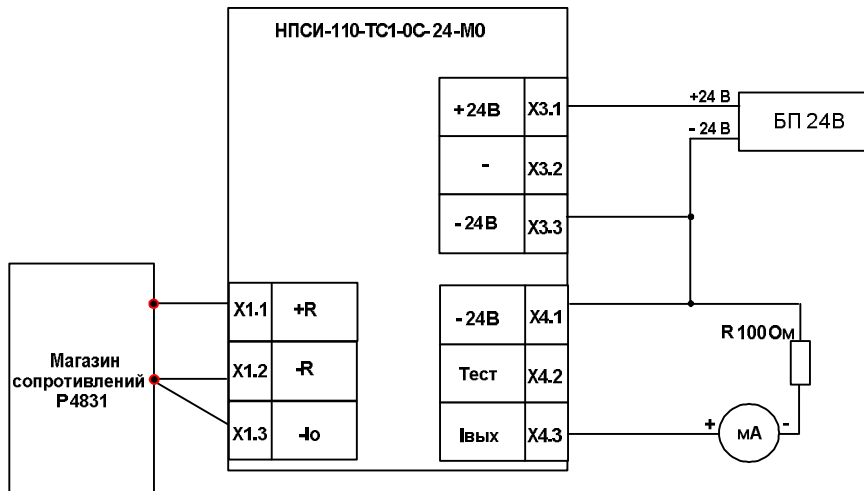 НПСИ-110-ТС1-0С-24-М0
+24В X3.1
- X3.2
-24В X3.3
+24 В
- 24 В
БП 24В
X1.1 +R
X1.2 -R
X1.3 -Io
Магазин
сопротивлений
Р4831
-24В X4.1
Тест X4.2
Iвых X4.3
R 100 Ом
+ мА -